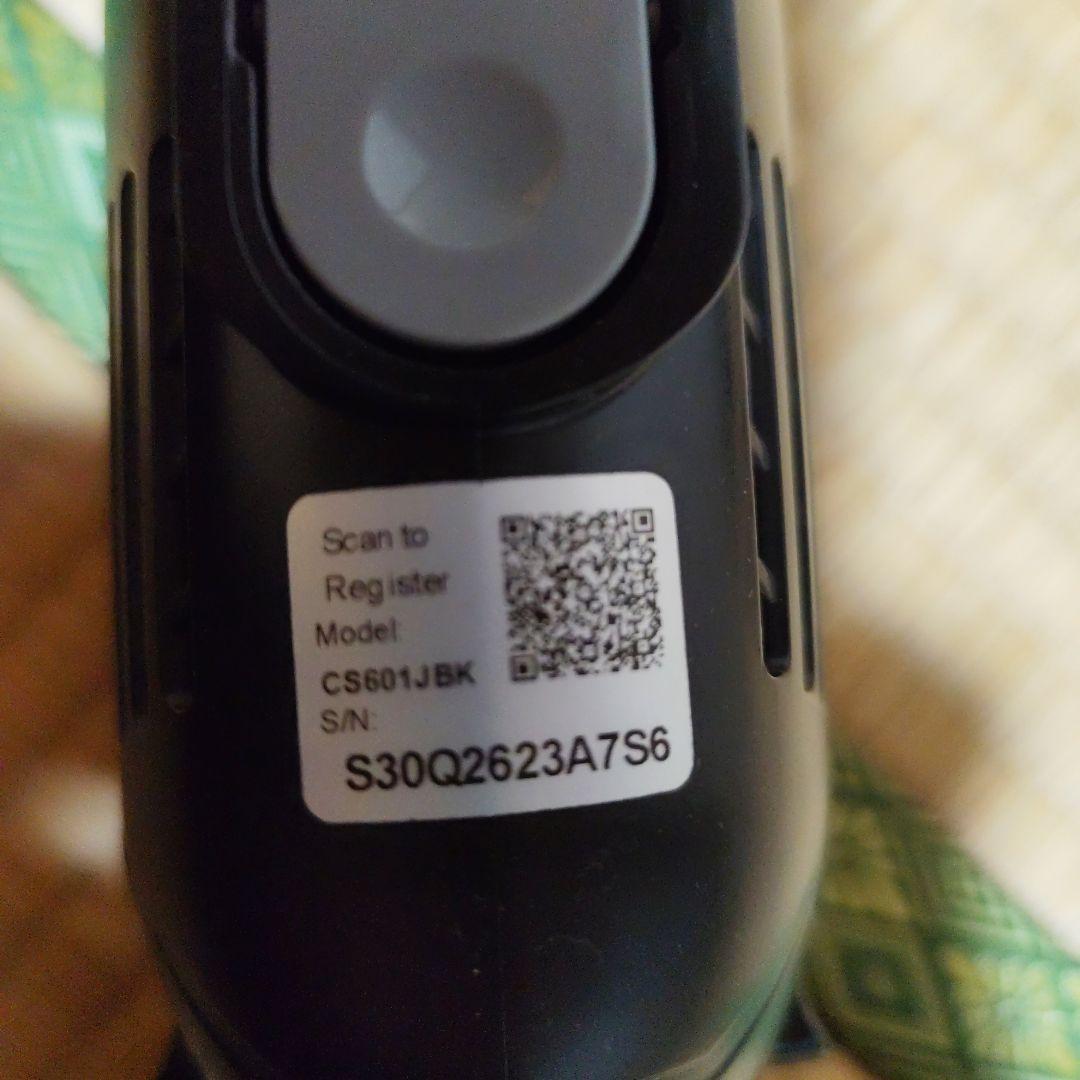 Scan to
Register
Model:
CS601JBK
S/N:
S30Q2623A7S6